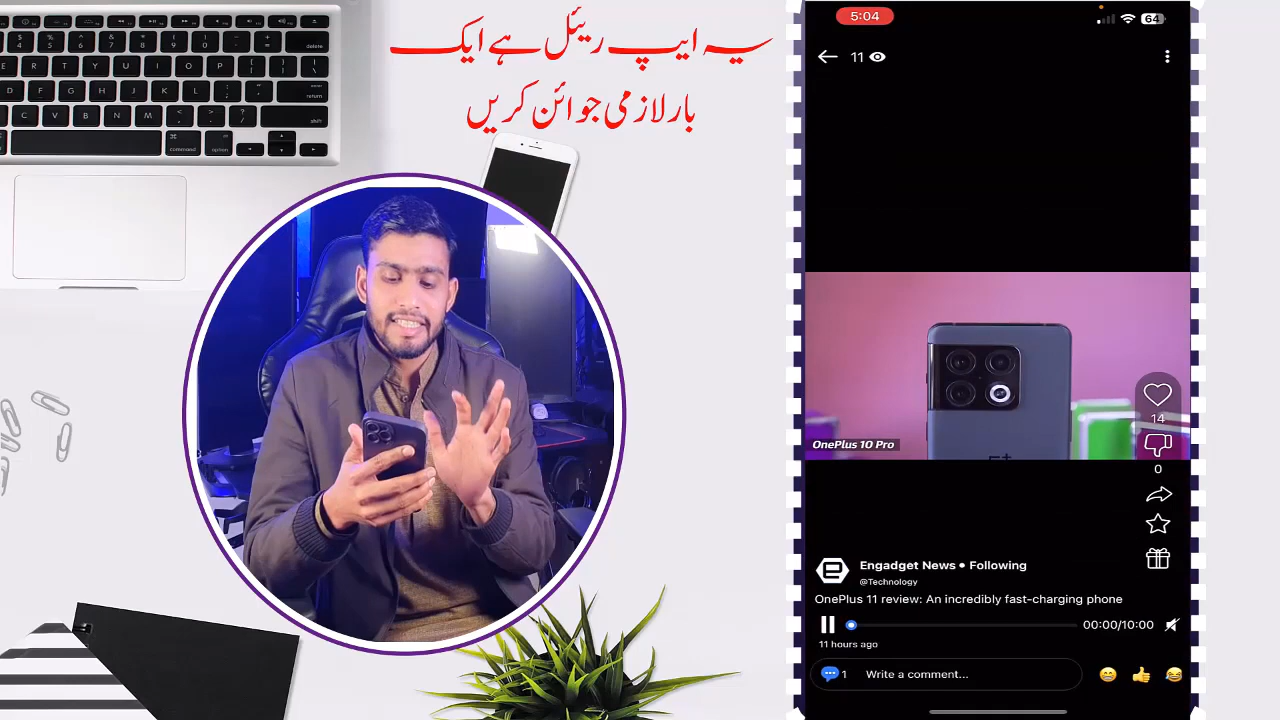 یہ ایپ ریئل ہے ایک
بار لازمی جوائن کریں
5:04
64
11
OnePlus 10 Pro
14
0
Engadget News • Following
@Technology
OnePlus 11 review: An incredibly fast-charging phone
00:00/10:00
11 hours ago
1 Write a comment...